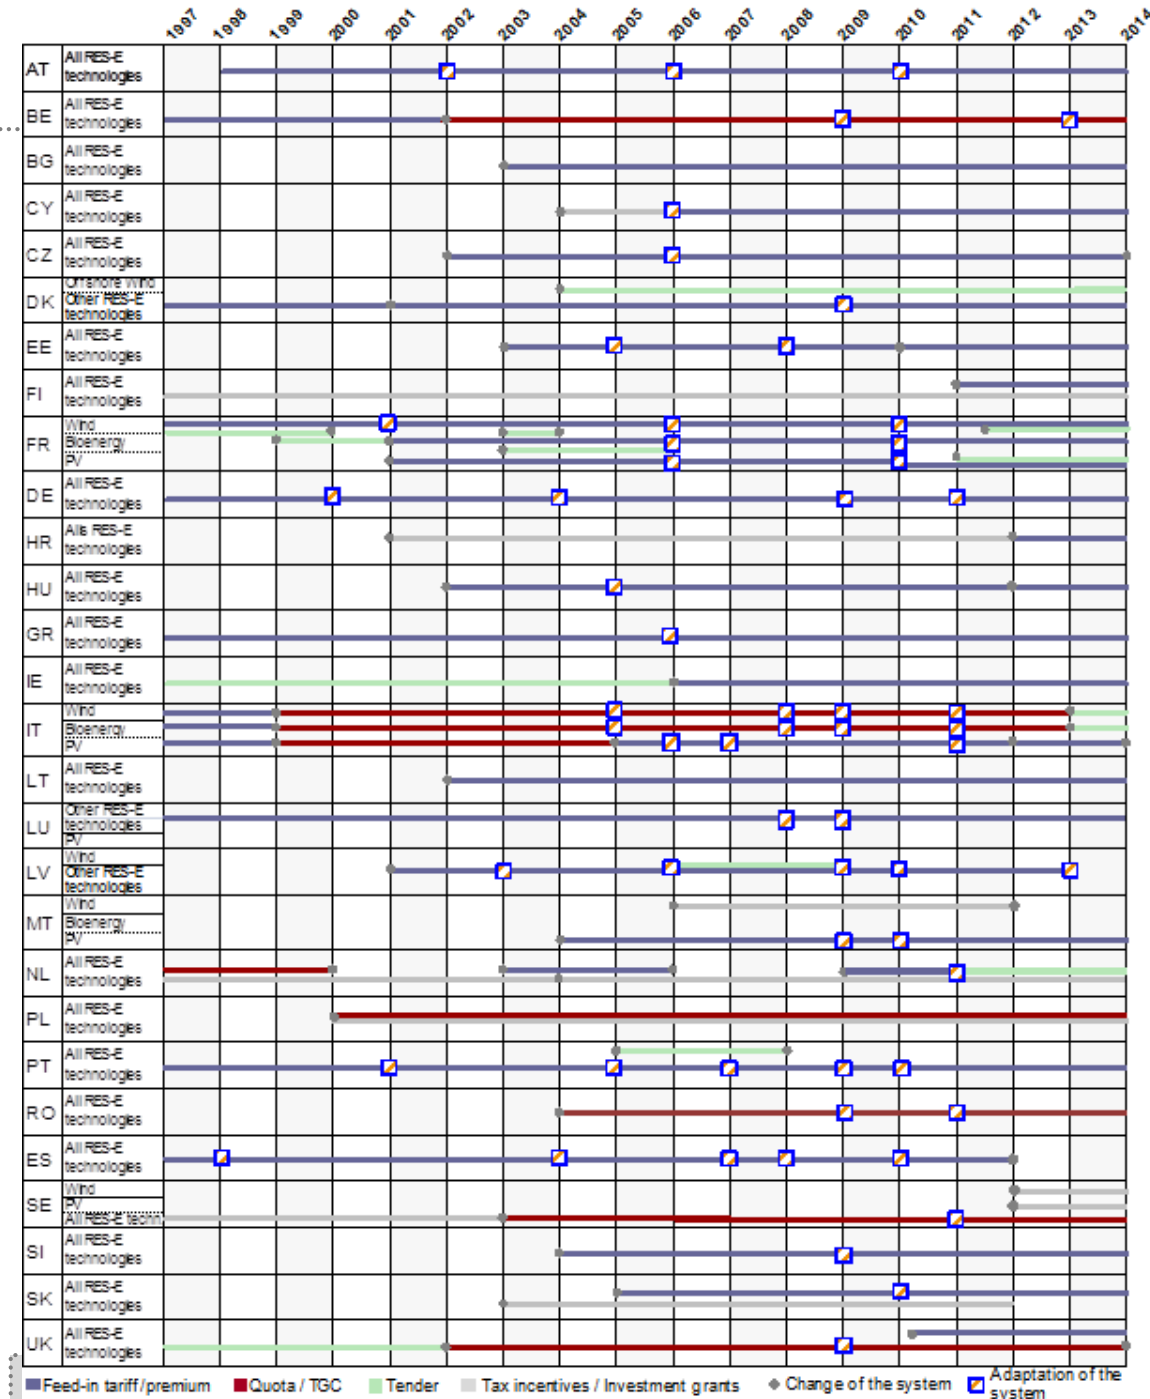 1997 1998 1999 2000 2001 2002 2003 2004 2005 2006 2007 2008 2009 2010 2011 2012 2013 2014
AT All RES-E
technologies
BE All RES-E
technologies
BG All RES-E
technologies
CY All RES-E
technologies
CZ All RES-E
technologies
Offshore Wind
DK Other RES-E
technologies
EE All RES-E
technologies
FI All RES-E
technologies
Wind
FR Bioenergy
PV
DE All RES-E
technologies
HR Alls RES-E
technologies
HU All RES-E
technologies
GR All RES-E
technologies
IE All RES-E
technologies
Wind
IT Bioenergy
PV
LT All RES-E
technologies
Other RES-E
LU technologies
PV
Wind
LV Other RES-E
technologies
Wind
MT Bioenergy
PV
NL All RES-E
technologies
PL All RES-E
technologies
PT All RES-E
technologies
RO All RES-E
technologies
ES All RES-E
technologies
Wind
SE PV
All RES-E techn.
SI All RES-E
technologies
SK All RES-E
technologies
UK All RES-E
technologies
Feed-in tariff/premium Quota / TGC Tender Tax incentives / Investment grants Change of the system Adaptation of the
system